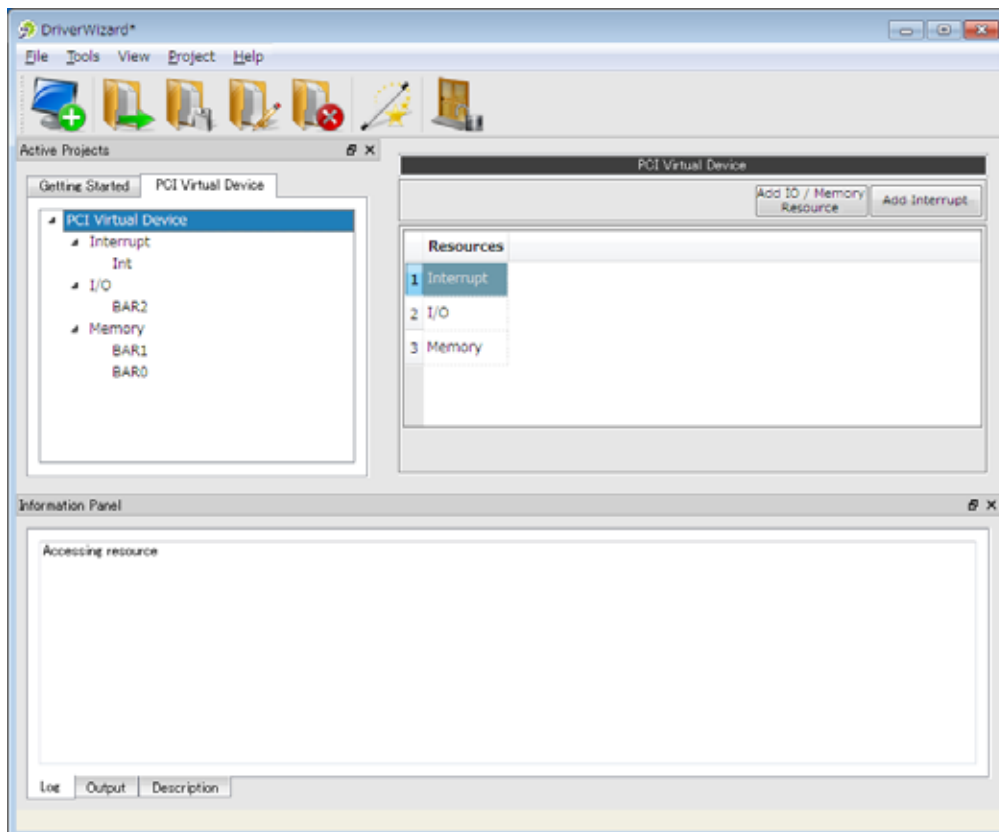 DriverWizard*
File Tools View Project Help
Active Projects
Getting Started PCI Virtual Device
PCI Virtual Device
Interrupt
Int
I/O
BAR2
Memory
BAR1
BAR0
PCI Virtual Device
Add IO / Memory
Resource
Add Interrupt
Resources
1 Interrupt
2 I/O
3 Memory
Information Panel
Accessing resource
Log Output Description